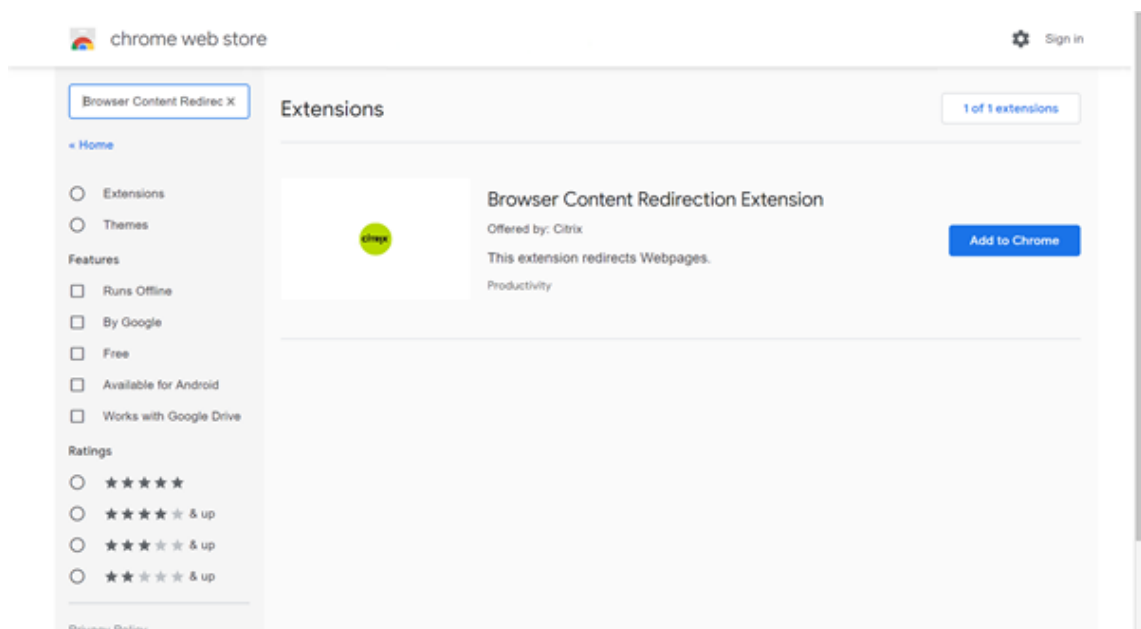 chrome web store
Sign in
Browser Content Redirec ×
Extensions
1 of 1 extensions
« Home
Extensions
Themes
Features
Runs Offline
By Google
Free
Available for Android
Works with Google Drive
Ratings
& up
& up
& up
Privacy Policy
citrix
Browser Content Redirection Extension
Offered by: Citrix
This extension redirects Webpages.
Productivity
Add to Chrome